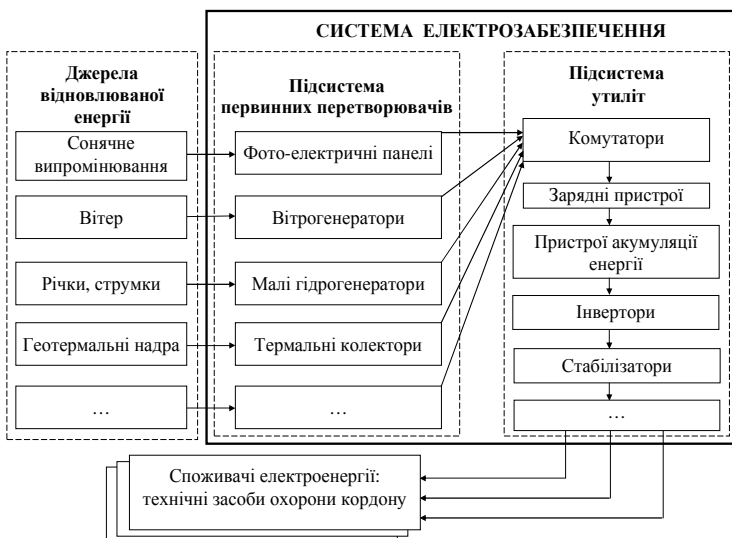 СИСТЕМА ЕЛЕКТРОЗАБЕЗПЕЧЕННЯ
Джерела
відновлюваної
енергії
Сонячне
випромінювання
Вітер
Річки, струмки
Геотермальні надра
…
Підсистема
первинних перетворювачів
Фото-електричні панелі
Вітрогенератори
Малі гідрогенератори
Термальні колектори
…
Підсистема
утиліт
Комутатори
Зарядні пристрої
Пристрої акумуляції
енергії
Інвертори
Стабілізатори
…
Споживачі електроенергії:
технічні засоби охорони кордону